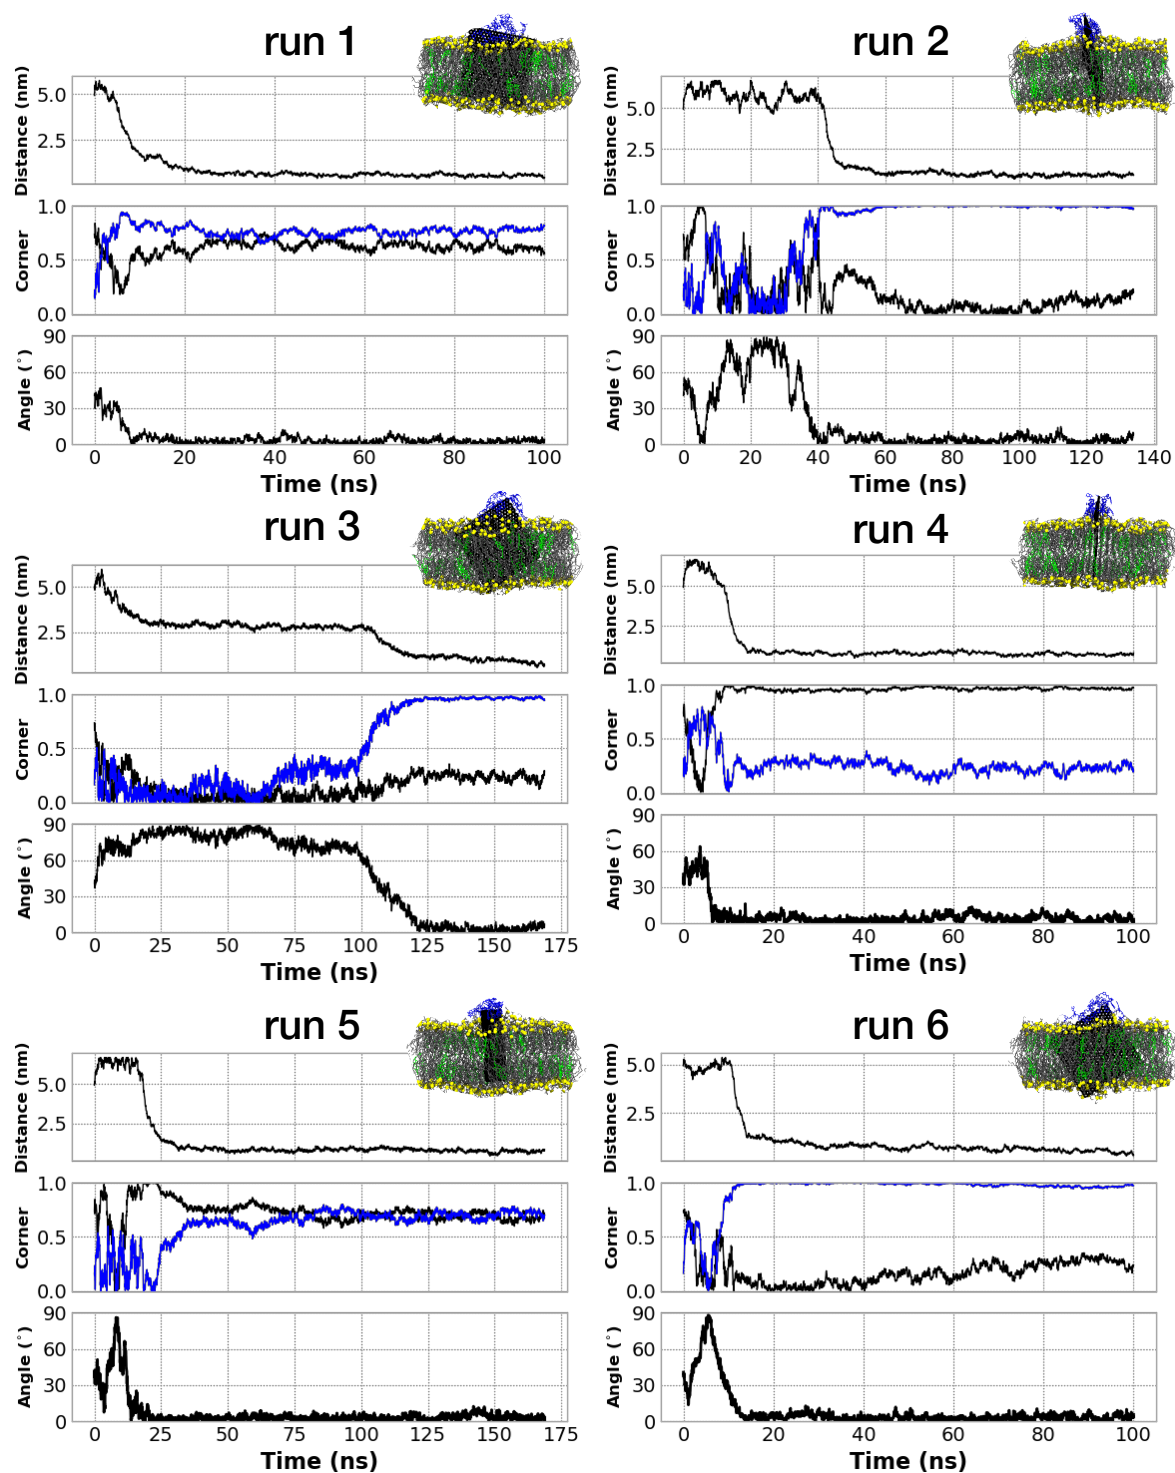 run 1
Distance (nm)
5.0
2.5
Corner
1.0
0.5
0.0
Angle (°)
90
60
30
0
0 20 40 60 80 100
Time (ns)
run 2
Distance (nm)
5.0
2.5
Corner
1.0
0.5
0.0
Angle (°)
90
60
30
0
0 20 40 60 80 100 120 140
Time (ns)
run 3
Distance (nm)
5.0
2.5
Corner
1.0
0.5
0.0
Angle (°)
90
60
30
0
0 25 50 75 100 125 150 175
Time (ns)
run 4
Distance (nm)
5.0
2.5
Corner
1.0
0.5
0.0
Angle (°)
90
60
30
0
0 20 40 60 80 100
Time (ns)
run 5
Distance (nm)
5.0
2.5
Corner
1.0
0.5
0.0
Angle (°)
90
60
30
0
0 25 50 75 100 125 150 175
Time (ns)
run 6
Distance (nm)
5.0
2.5
Corner
1.0
0.5
0.0
Angle (°)
90
60
30
0
0 20 40 60 80 100
Time (ns)